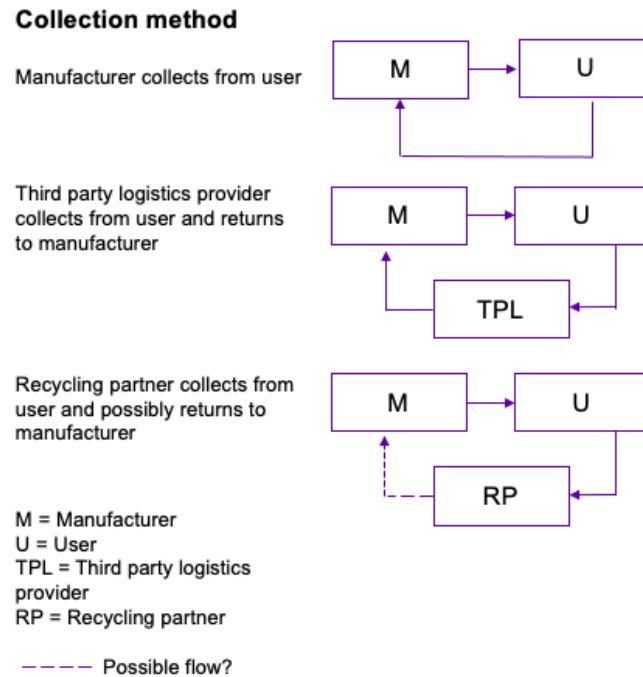 Collection method
Manufacturer collects from user
M
U
Third party logistics provider
collects from user and returns
to manufacturer
M
U
TPL
Recycling partner collects from
user and possibly returns to
manufacturer
M
U
RP
M = Manufacturer
U = User
TPL = Third party logistics
provider
RP = Recycling partner
Possible flow?